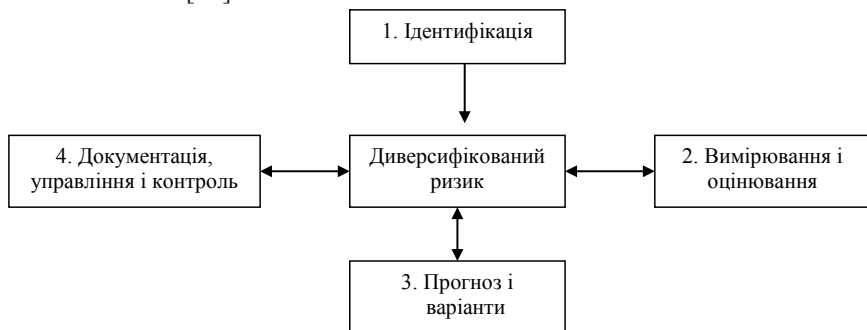 1. Ідентифікація
4. Документація,
управління і контроль
Диверсифікований
ризик
2. Вимірювання і
оцінювання
3. Прогноз і
варіанти